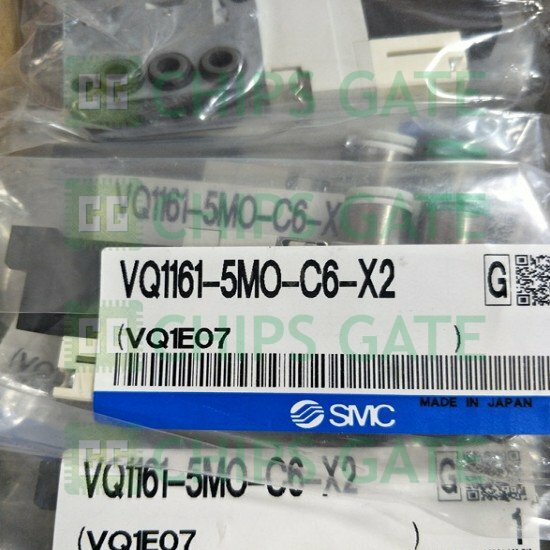 CHIPS GATE
VQ1161-5MO-C6-X
CHIPS GATE
VQ1161-5MO-C6-X2
G
(VQ1E07 )
CHIPS GATE
SMC
MADE IN JAPAN
CHIPS GATE
VQ1161-5MO-C6-X2
G
(VQ1E07 )
1